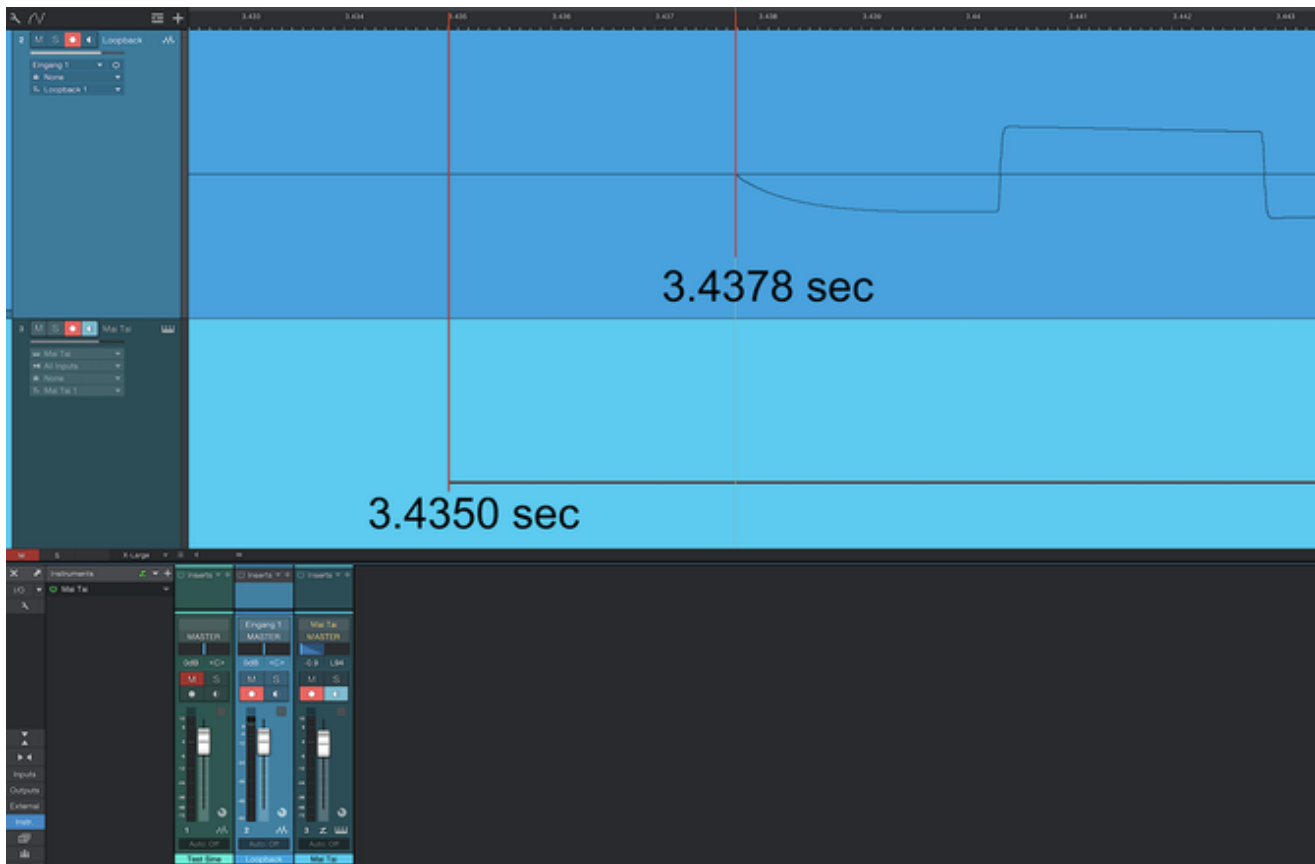 3.433 3.434 3.435 3.436 3.437 3.438 3.439 3.44 3.441 3.442 3.443
2 M S Loopback
Eingang 1
None
Loopback 1
3.4378 sec
3 M S Mai Tai
Mai Tai
All Inputs
None
Mai Tai 1
3.4350 sec
M S X-Large
Instruments
I/O Mai Tai
Inserts Inserts Inserts
Eingang 1 Mai Tai
MASTER MASTER MASTER
0dB <C> 0dB <C> -0.9 L94
M S M S M S
Inputs
Outputs
External
Instr.
1 2 3
Auto: Off Auto: Off Auto: Off
Test Sine Loopback Mai Tai